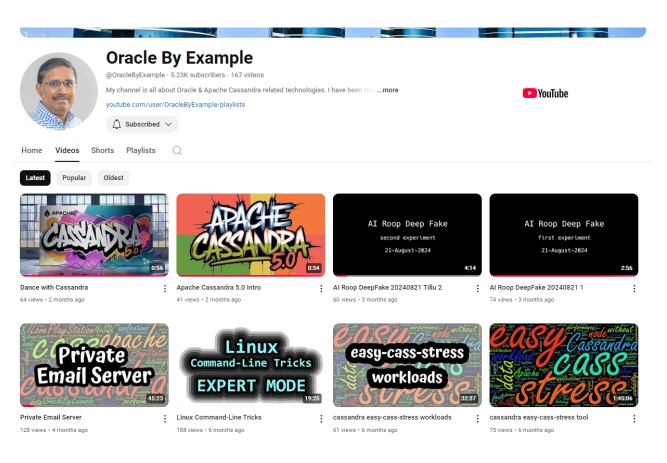 Oracle By Example
@OracleByExample · 5.23K subscribers · 167 videos
My channel is all about Oracle & Apache Cassandra related technologies. I have been ...more
youtube.com/user/OracleByExample/playlists
Subscribed
YouTube
Home Videos Shorts Playlists
Latest Popular Oldest
APACHE
CASSANDRA
5.0
0:56
APACHE
CASSANDRA
5.0
0:54
AI Roop Deep Fake
second experiment
21-August-2024
4:14
AI Roop Deep Fake
first experiment
21-August-2024
2:56
Dance with Cassandra
64 views • 2 months ago
Apache Cassandra 5.0 Intro
41 views • 2 months ago
AI Roop DeepFake 20240821 Tillu 2
60 views • 3 months ago
AI Roop DeepFake 20240821 1
74 views • 3 months ago
Private
Email Server
45:23
Linux
Command-Line Tricks
EXPERT MODE
19:25
easy-cass-stress
workloads
32:37
easy
Cassandra
cass
stress
1:45:06
Private Email Server
128 views • 4 months ago
Linux Command-Line Tricks
188 views • 6 months ago
cassandra easy-cass-stress workloads
61 views • 6 months ago
cassandra easy-cass-stress tool
75 views • 6 months ago